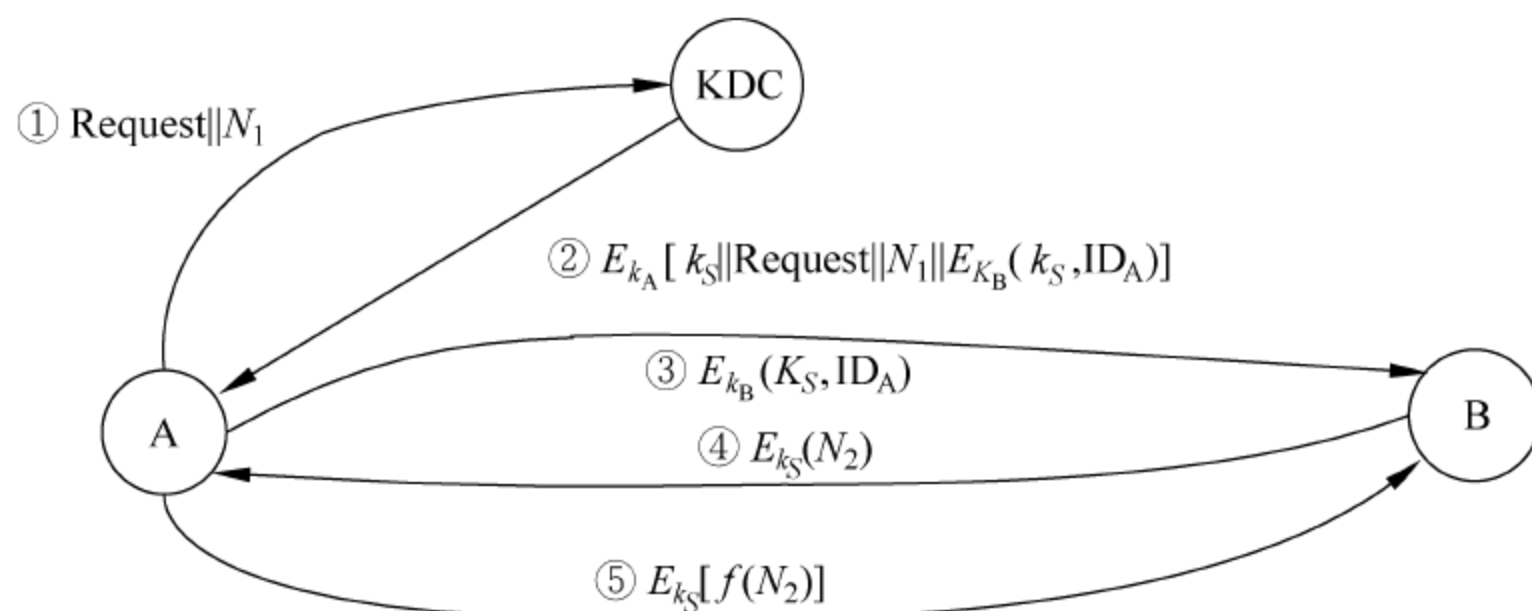 KDC
① Request||N₁
② E_{k_A}[k_S||Request||N₁||E_{K_B}(k_S,ID_A)]
③ E_{k_B}(K_S,ID_A)
A
B
④ E_{k_S}(N₂)
⑤ E_{k_S}[f(N₂)]